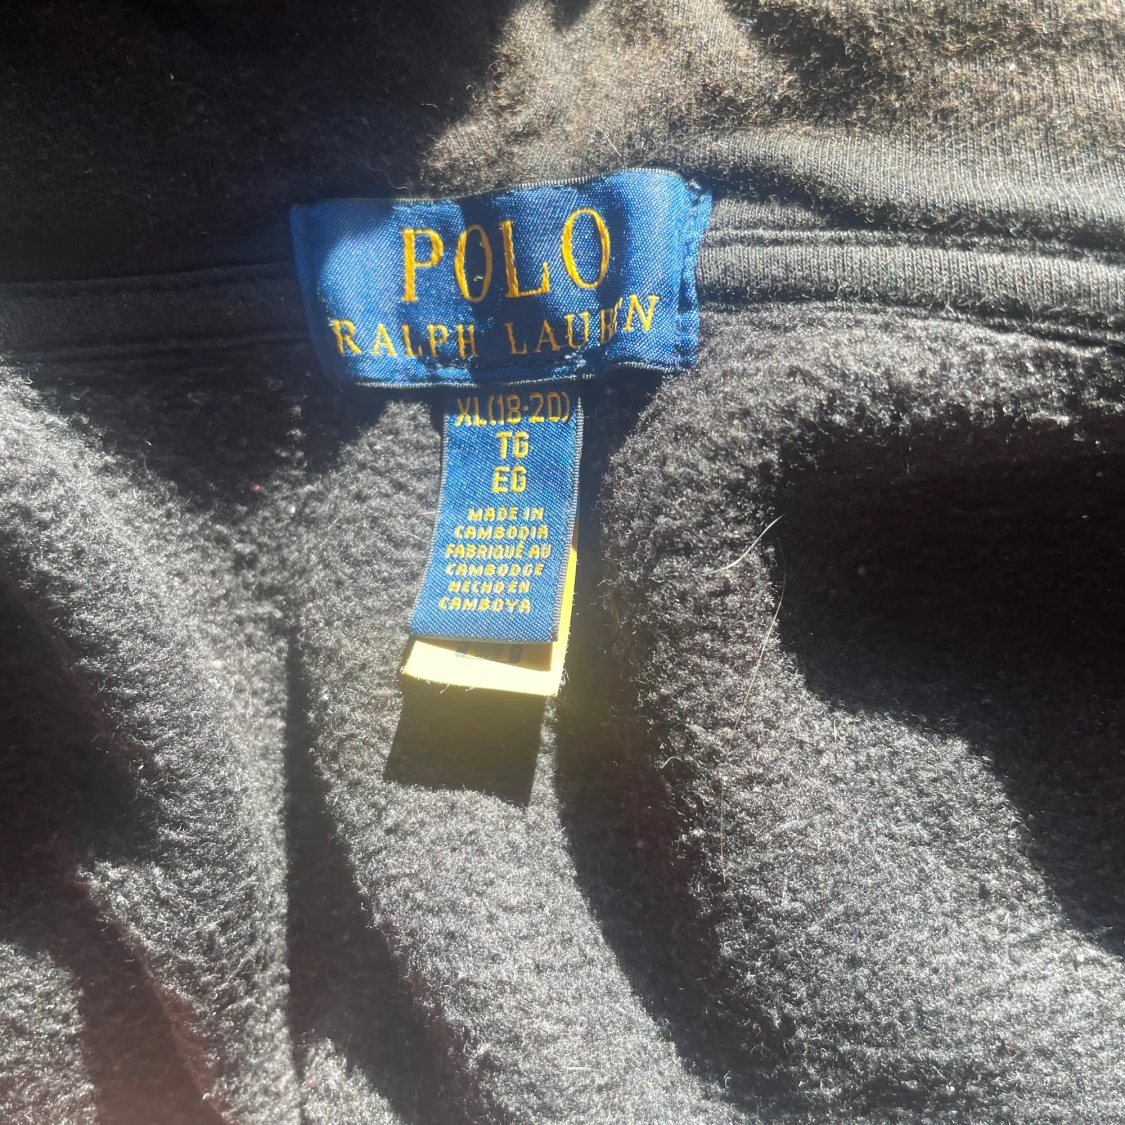 POLO
RALPH LAUREN
XL(18-20)
TG
EG
MADE IN
CAMBODIA
FABRIQUÉ AU
CAMBODGE
HECHO EN
CAMBOYA